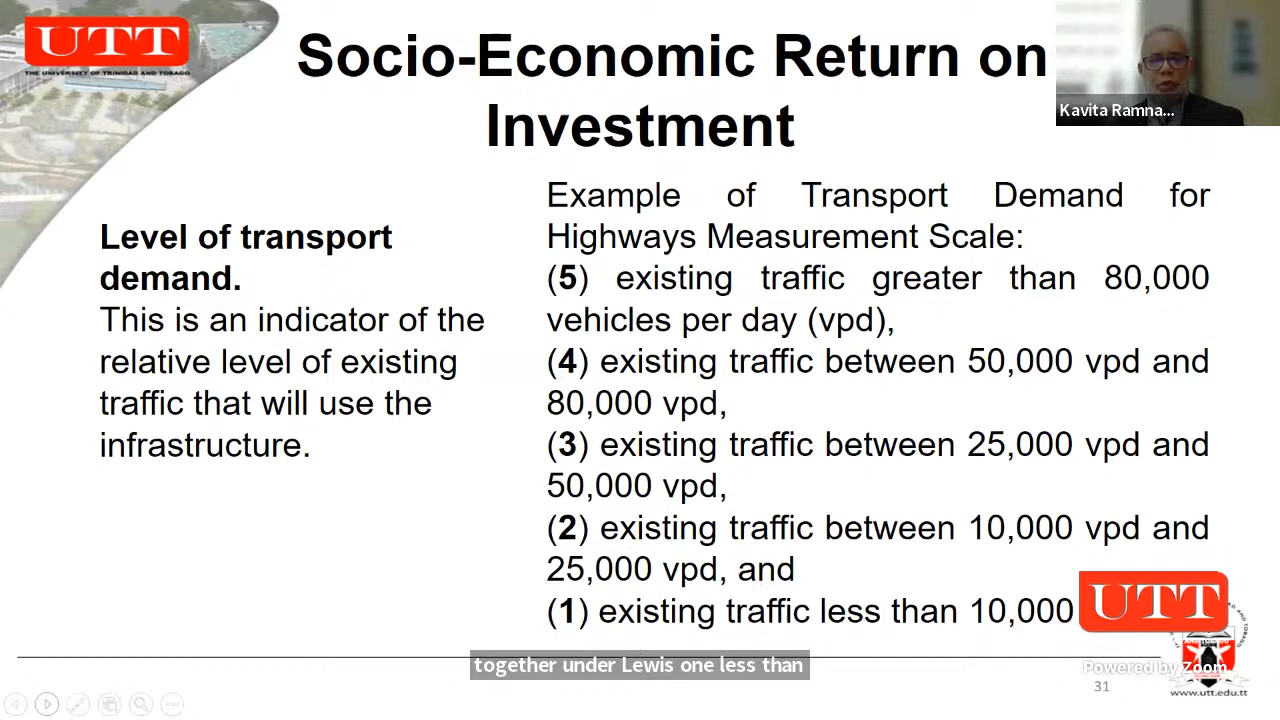 UTT
THE UNIVERSITY OF TRINIDAD AND TOBAGO
Socio-Economic Return on
Investment
Kavita Ramna...
Level of transport
demand.
This is an indicator of the
relative level of existing
traffic that will use the
infrastructure.
Example of Transport Demand for
Highways Measurement Scale:
(5) existing traffic greater than 80,000
vehicles per day (vpd),
(4) existing traffic between 50,000 vpd and
80,000 vpd,
(3) existing traffic between 25,000 vpd and
50,000 vpd,
(2) existing traffic between 10,000 vpd and
25,000 vpd, and
(1) existing traffic less than 10,000
UTT
together under Lewis one less than
Powered by Zoom
31
www.utt.edu.tt